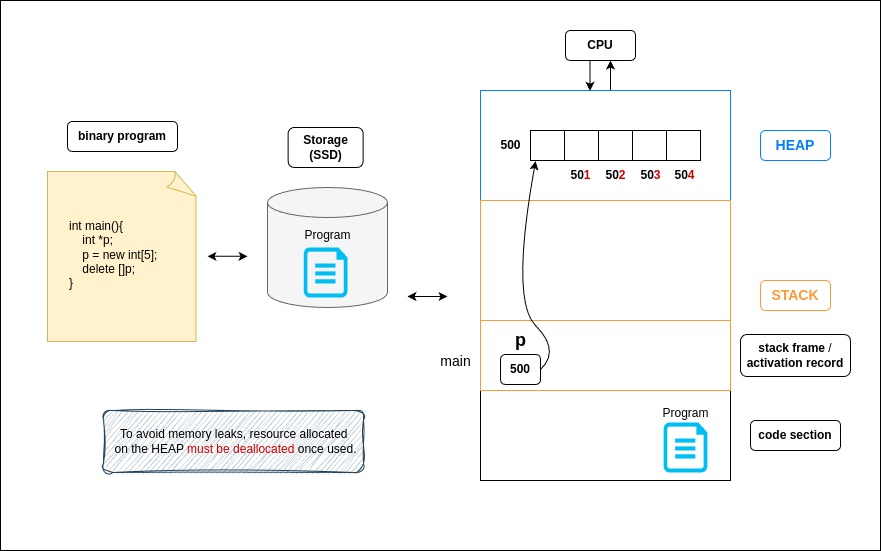 CPU
binary program
Storage
(SSD)
500
501 502 503 504
HEAP
int main(){
int *p;
p = new int[5];
delete []p;
}
Program
STACK
main
p
500
stack frame /
activation record
To avoid memory leaks, resource allocated
on the HEAP must be deallocated once used.
Program
code section